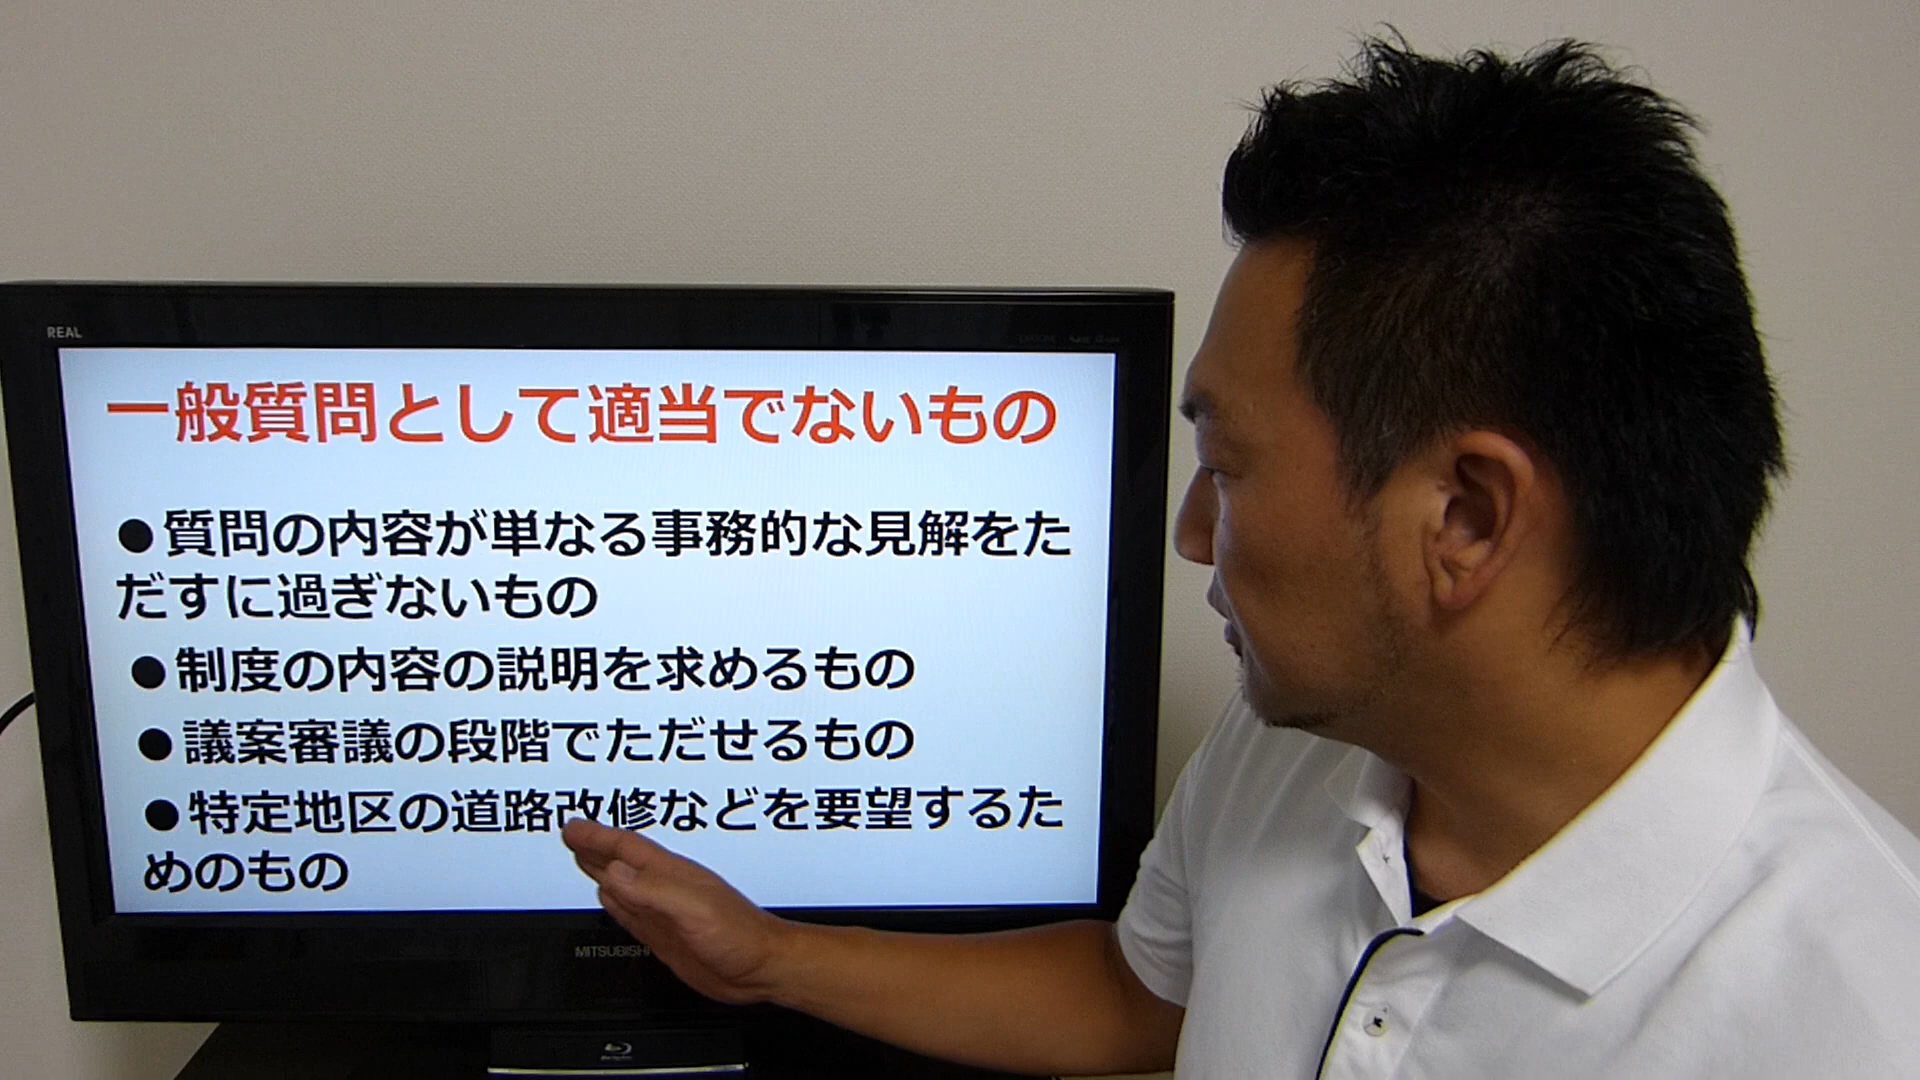 REAL
一般質問として適当でないもの
●質問の内容が単なる事務的な見解をた
だすに過ぎないもの
●制度の内容の説明を求めるもの
●議案審議の段階でただせるもの
●特定地区の道路改修などを要望するた
めのもの
MITSUBISHI